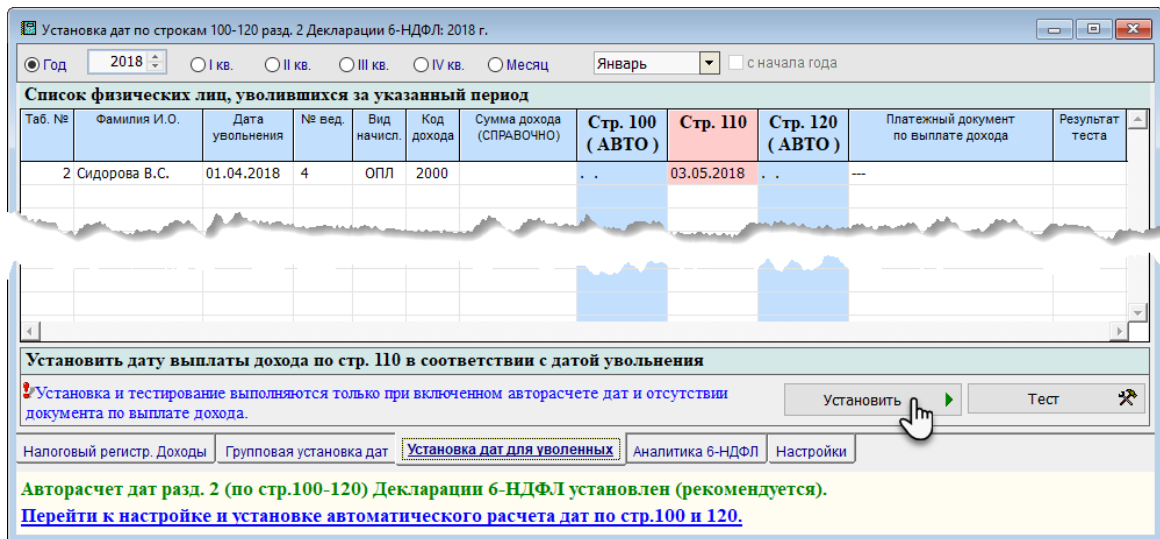 Установка дат по строкам 100-120 разд. 2 Декларации 6-НДФЛ: 2018 г.
Год 2018 I кв. II кв. III кв. IV кв. Месяц Январь с начала года
Список физических лиц, уволившихся за указанный период
Таб. № Фамилия И.О. Дата увольнения № вед. Вид начисл. Код дохода Сумма дохода (СПРАВОЧНО) Стр. 100 ( АВТО ) Стр. 110 Стр. 120 ( АВТО ) Платежный документ по выплате дохода Результат теста
2 Сидорова В.С. 01.04.2018 4 ОПЛ 2000 . . 03.05.2018 . . ---
Установить дату выплаты дохода по стр. 110 в соответствии с датой увольнения
Установка и тестирование выполняются только при включенном авторасчете дат и отсутствии
документа по выплате дохода.
Установить Тест
Налоговый регистр. Доходы Групповая установка дат Установка дат для уволенных Аналитика 6-НДФЛ Настройки
Авторасчет дат разд. 2 (по стр.100-120) Декларации 6-НДФЛ установлен (рекомендуется).
Перейти к настройке и установке автоматического расчета дат по стр.100 и 120.